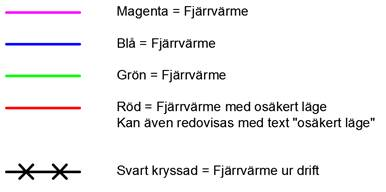 Magenta = Fjärrvärme
Blå = Fjärrvärme
Grön = Fjärrvärme
Röd = Fjärrvärme med osäkert läge
Kan även redovisas med text "osäkert läge"
Svart kryssad = Fjärrvärme ur drift